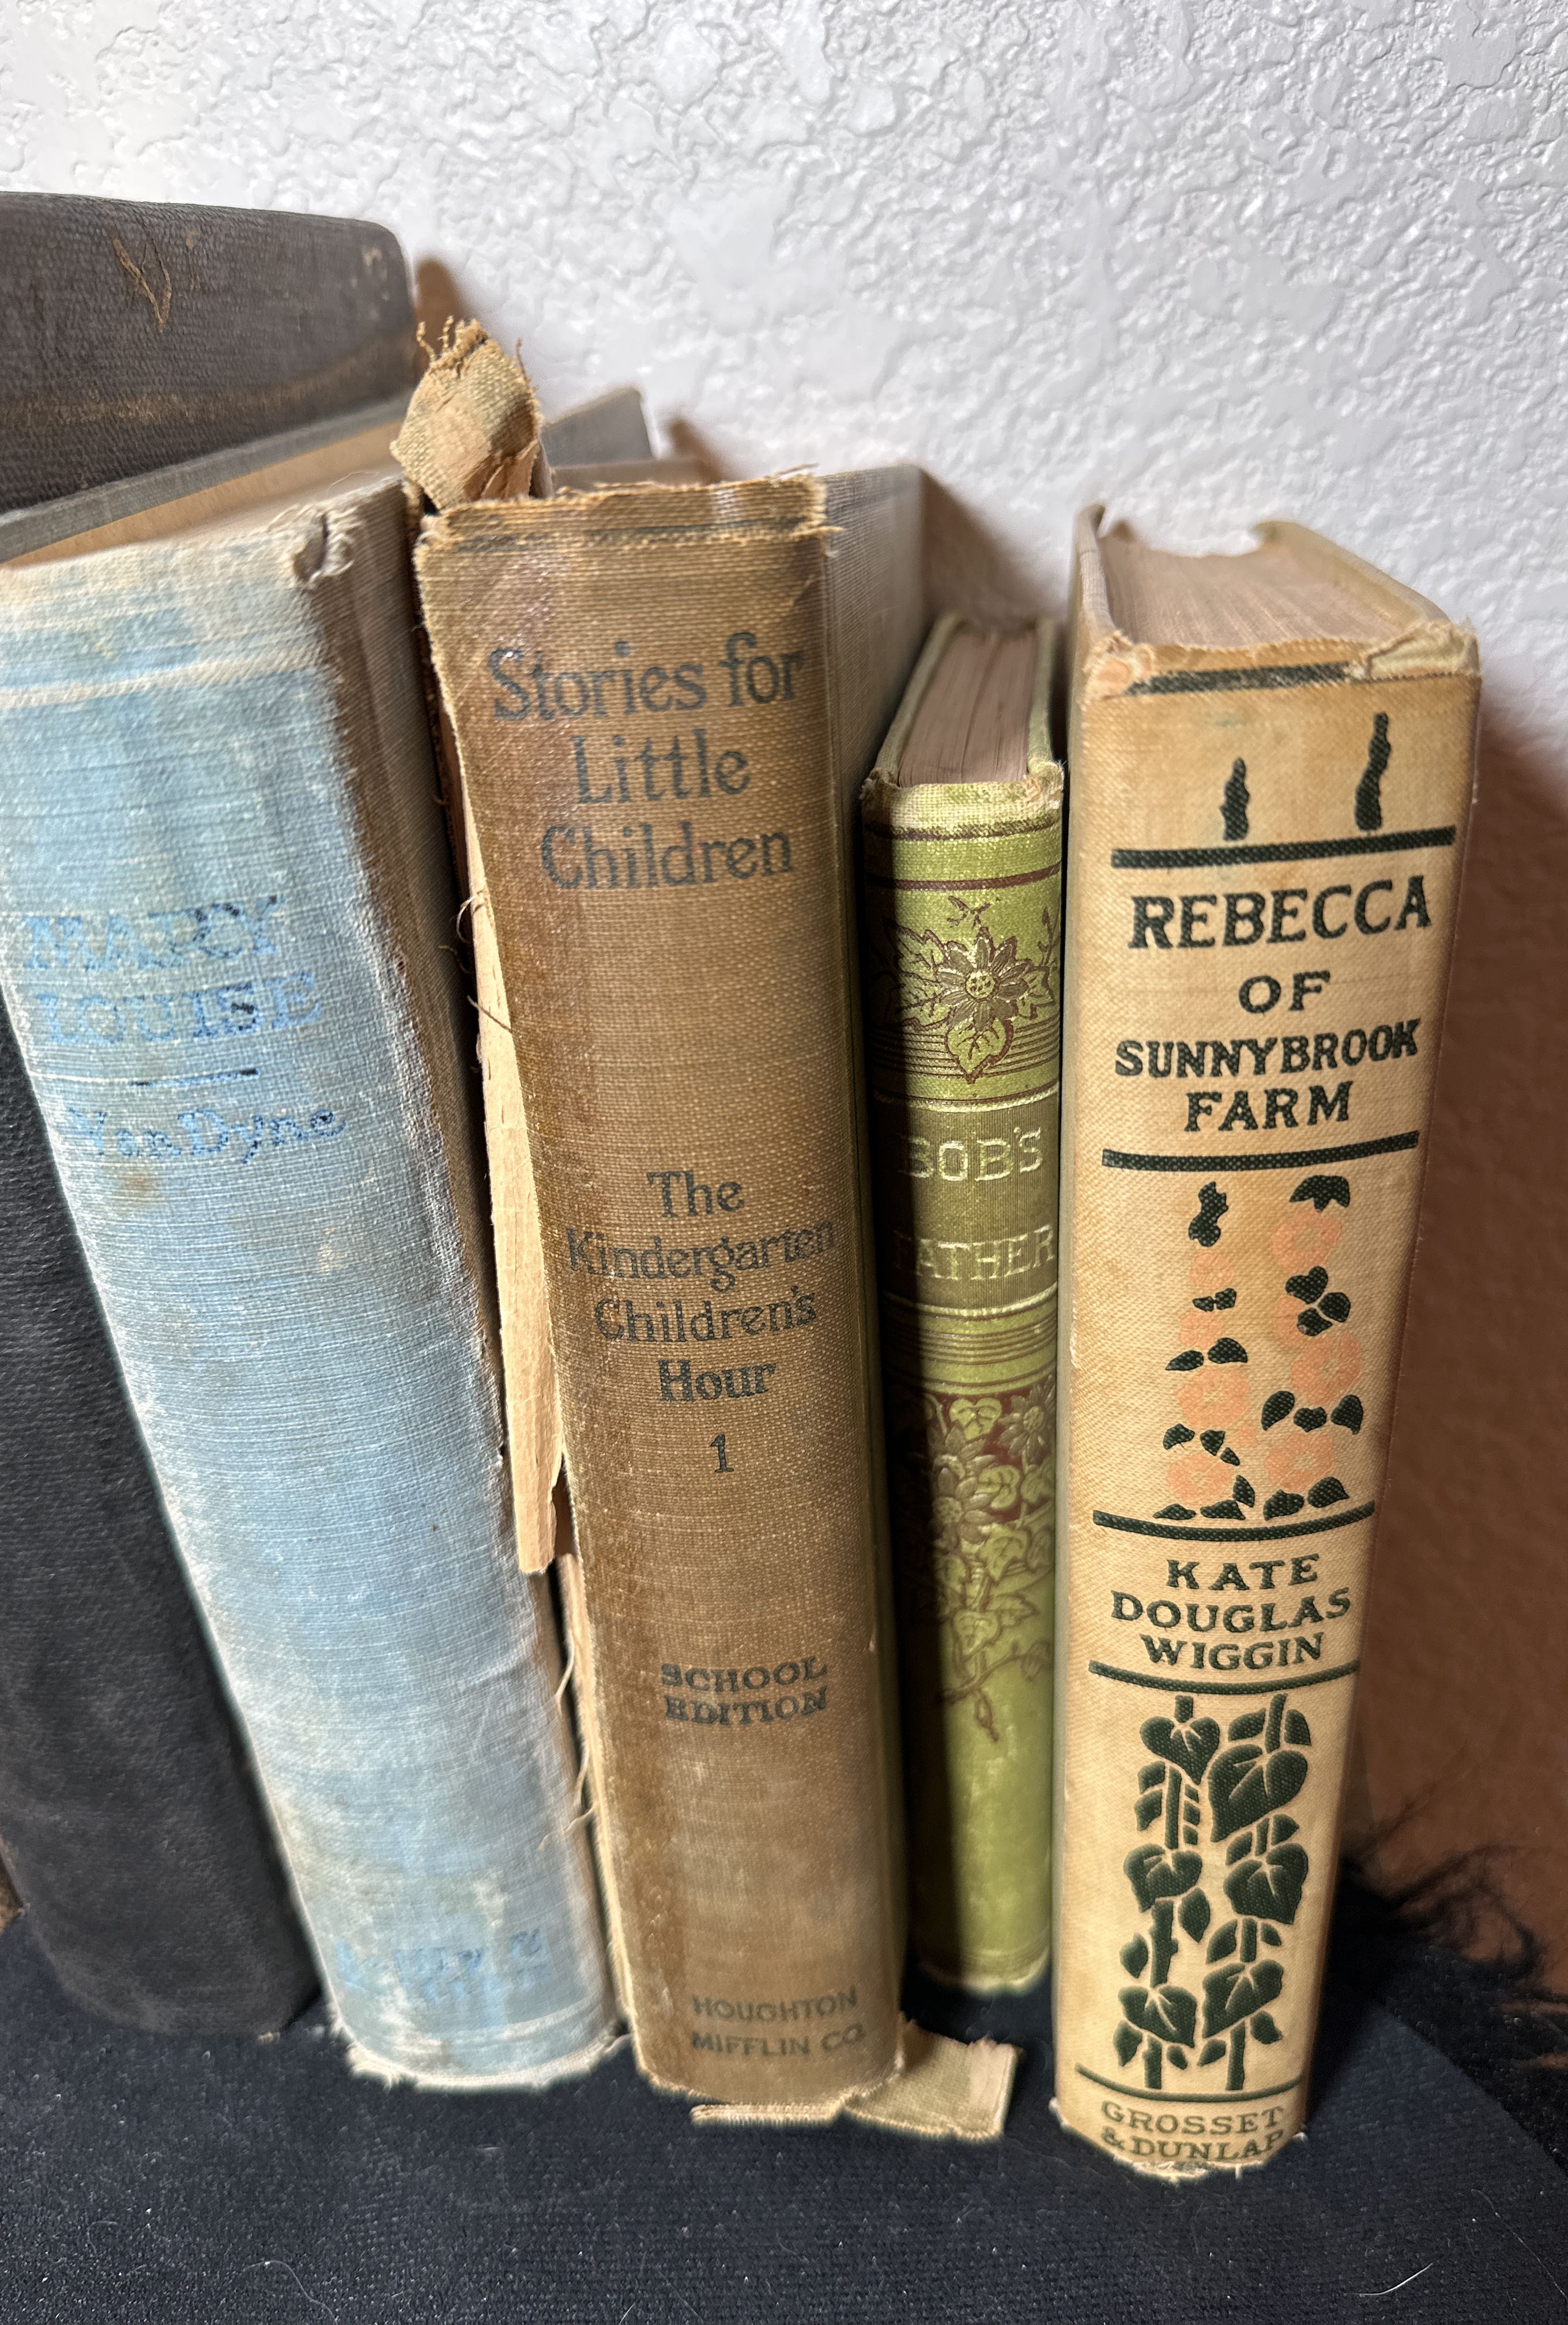 MARY
LOUISE
Van Dyne
Stories for
Little
Children
The
Kindergarten
Children's
Hour
1
SCHOOL
EDITION
HOUGHTON
MIFFLIN CO.
BOB'S
FATHER
REBECCA
OF
SUNNYBROOK
FARM
KATE
DOUGLAS
WIGGIN
GROSSET
& DUNLAP